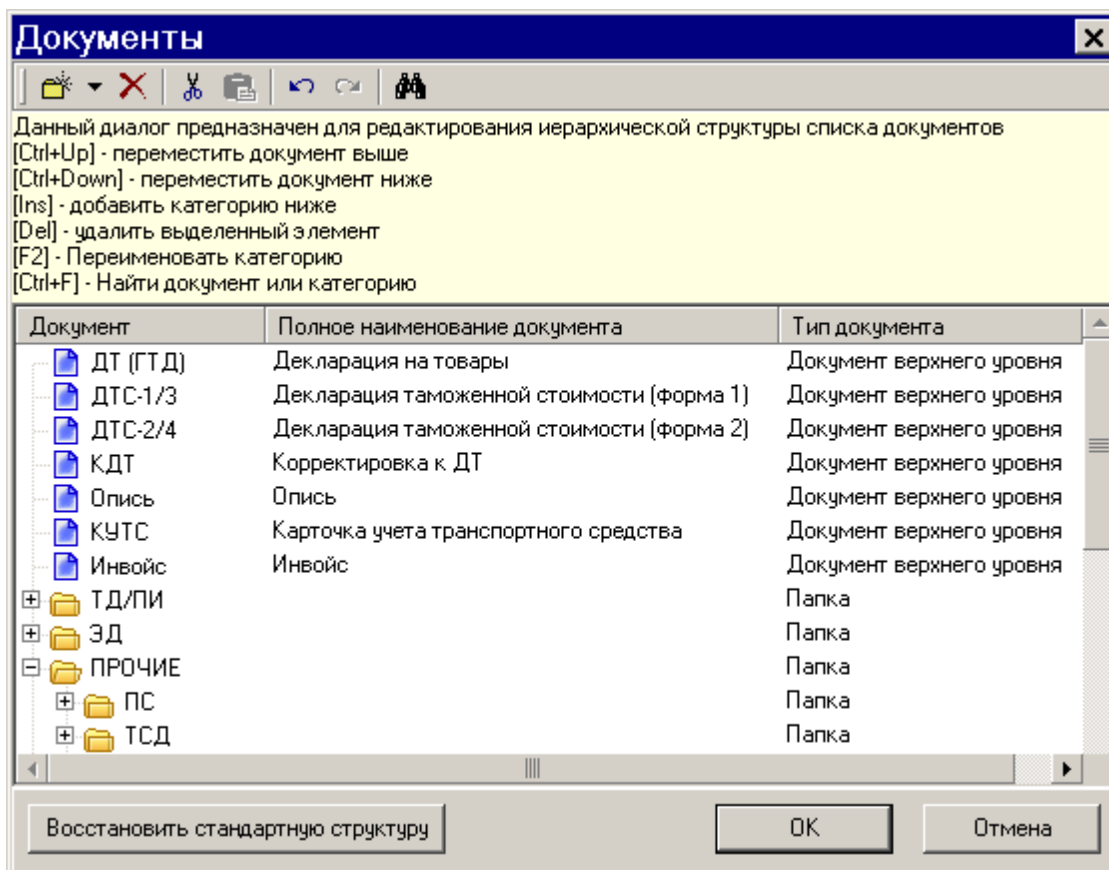 Документы
Данный диалог предназначен для редактирования иерархической структуры списка документов
[Ctrl+Up] - переместить документ выше
[Ctrl+Down] - переместить документ ниже
[Ins] - добавить категорию ниже
[Del] - удалить выделенный элемент
[F2] - Переименовать категорию
[Ctrl+F] - Найти документ или категорию
Документ Полное наименование документа Тип документа
ДТ (ГТД) Декларация на товары Документ верхнего уровня
ДТС-1/3 Декларация таможенной стоимости (форма 1) Документ верхнего уровня
ДТС-2/4 Декларация таможенной стоимости (форма 2) Документ верхнего уровня
КДТ Корректировка к ДТ Документ верхнего уровня
Опись Опись Документ верхнего уровня
КУТС Карточка учета транспортного средства Документ верхнего уровня
Инвойс Инвойс Документ верхнего уровня
ТД/ПИ Папка
ЭД Папка
ПРОЧИЕ Папка
ПС Папка
ТСД Папка
Восстановить стандартную структуру OK Отмена